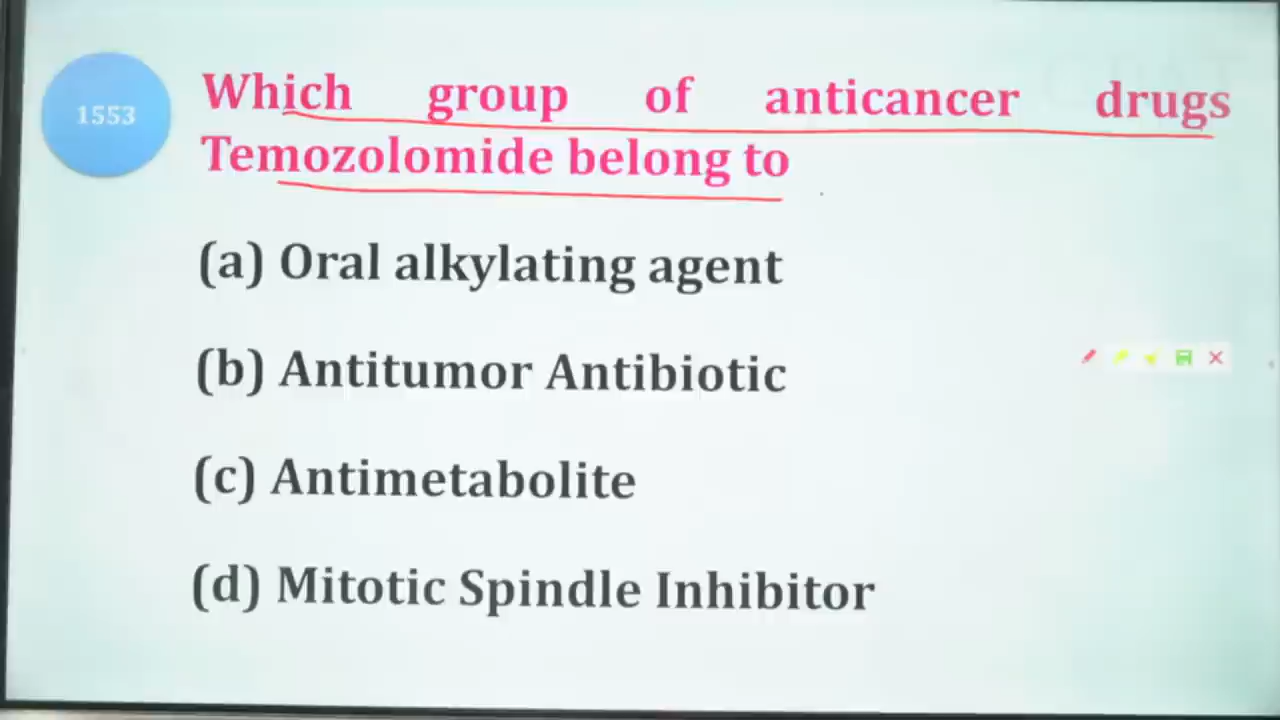 1553
Which group of anticancer drugs
Temozolomide belong to
(a) Oral alkylating agent
(b) Antitumor Antibiotic
(c) Antimetabolite
(d) Mitotic Spindle Inhibitor